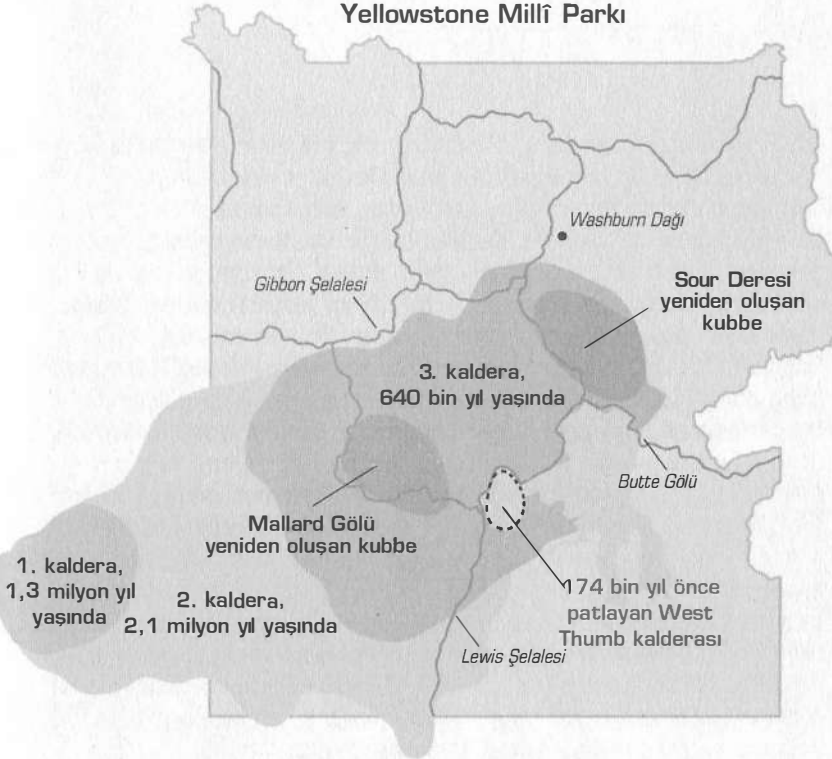 Yellowstone Millî Parkı
Washburn Dağı
Gibbon Şelalesi
Sour Deresi
yeniden oluşan
kubbe
3. kaldera,
640 bin yıl yaşında
Butte Gölü
Mallard Gölü
yeniden oluşan kubbe
1. kaldera,
1,3 milyon yıl
yaşında
2. kaldera,
2,1 milyon yıl yaşında
174 bin yıl önce
patlayan West
Thumb kalderası
Lewis Şelalesi